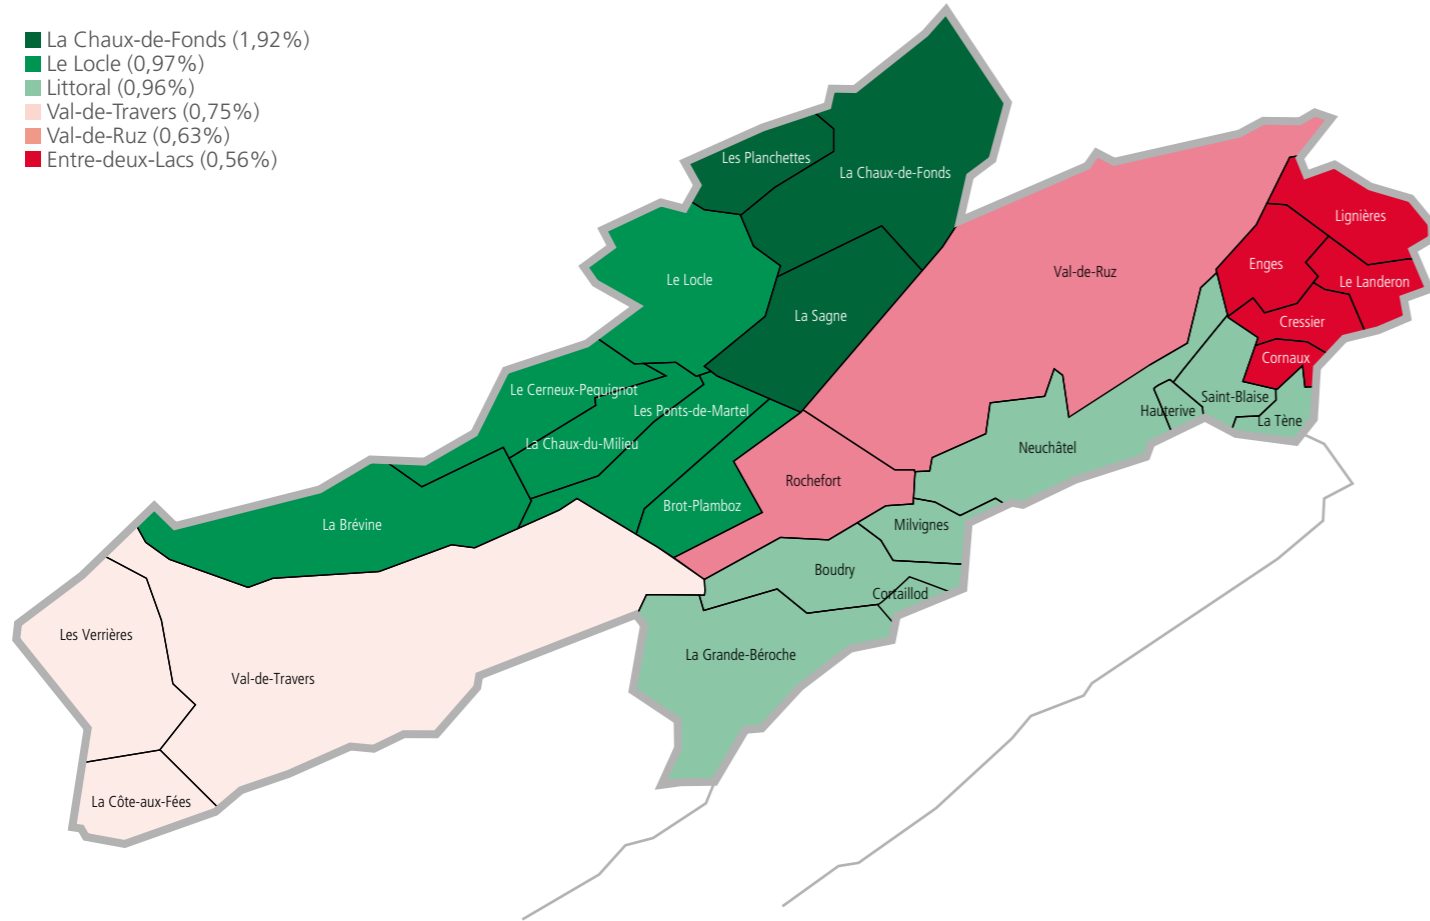 La Chaux-de-Fonds (1,92%)
Le Locle (0,97%)
Littoral (0,96%)
Val-de-Travers (0,75%)
Val-de-Ruz (0,63%)
Entre-deux-Lacs (0,56%)
Les Planchettes
La Chaux-de-Fonds
Lignières
Enges
Val-de-Ruz
Le Locle
Le Landeron
La Sagne
Cressier
Cornaux
Le Cerneux-Pequignot
Saint-Blaise
Les Ponts-de-Martel
Hauterive
La Tène
La Chaux-du-Milieu
Neuchâtel
Rochefort
Brot-Plamboz
La Brévine
Milvignes
Boudry
Cortaillod
Les Verrières
La Grande-Béroche
Val-de-Travers
La Côte-aux-Fées